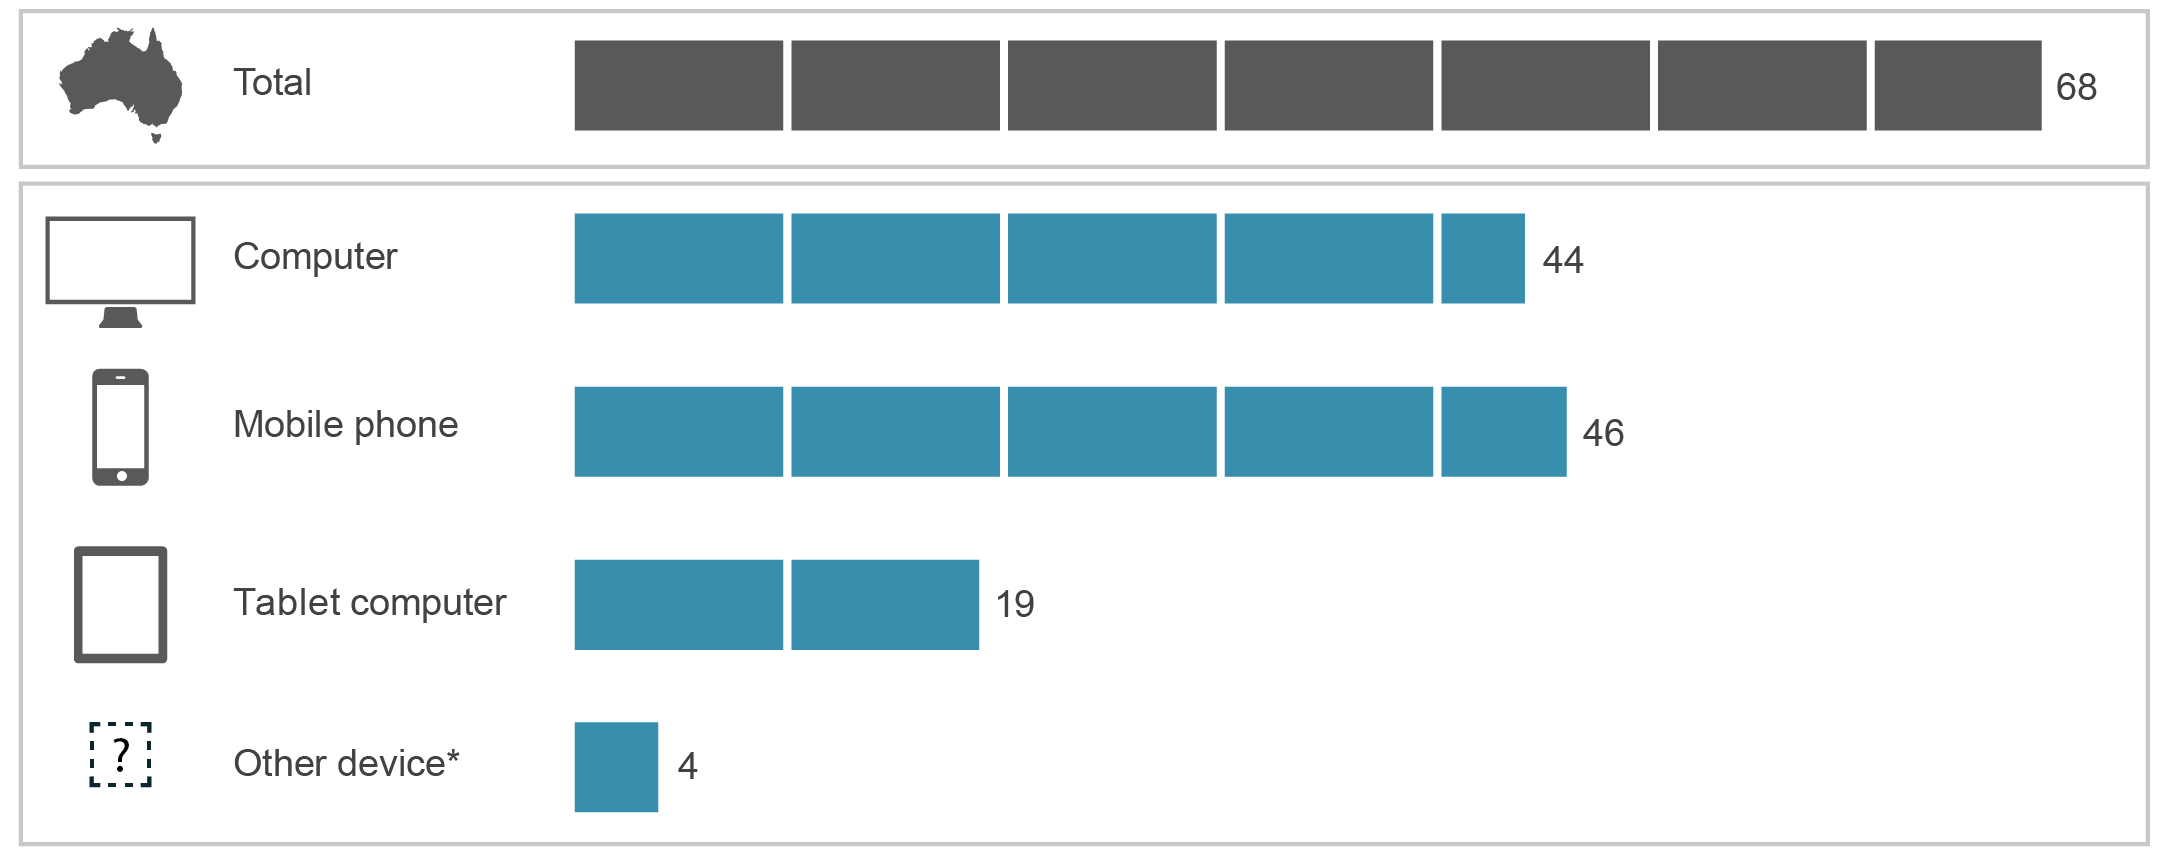 Total
68
Computer
44
Mobile phone
46
Tablet computer
19
?
Other device*
4